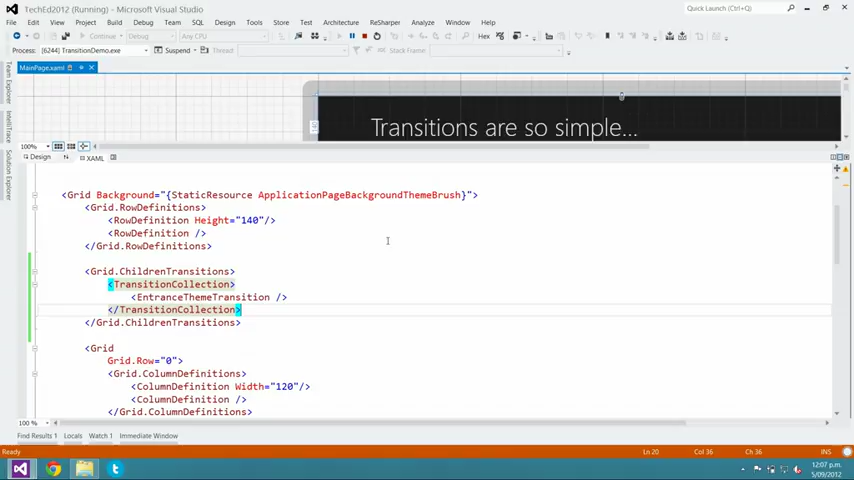 TechEd2012 (Running) - Microsoft Visual Studio
Quick Launch (Ctrl+Q)
File Edit View Project Build Debug Team SQL Design Tools Store Test Architecture ReSharper Analyze Window Help
Continue Debug Any CPU Hex
Process: [6244] TransitionDemo.exe Suspend Thread: Stack Frame:
MainPage.xaml
Team Explorer
IntelliTrace
Solution Explorer
Transitions are so simple...
100%
Design XAML
<Grid Background="{StaticResource ApplicationPageBackgroundThemeBrush}">
<Grid.RowDefinitions>
<RowDefinition Height="140"/>
<RowDefinition />
</Grid.RowDefinitions>
<Grid.ChildrenTransitions>
<TransitionCollection>
<EntranceThemeTransition />
</TransitionCollection>
</Grid.ChildrenTransitions>
<Grid
Grid.Row="0">
<Grid.ColumnDefinitions>
<ColumnDefinition Width="120"/>
<ColumnDefinition />
</Grid.ColumnDefinitions>
100 %
Find Results 1 Locals Watch 1 Immediate Window
Ready Ln 20 Col 36 Ch 36 INS
12:07 p.m.
5/09/2012